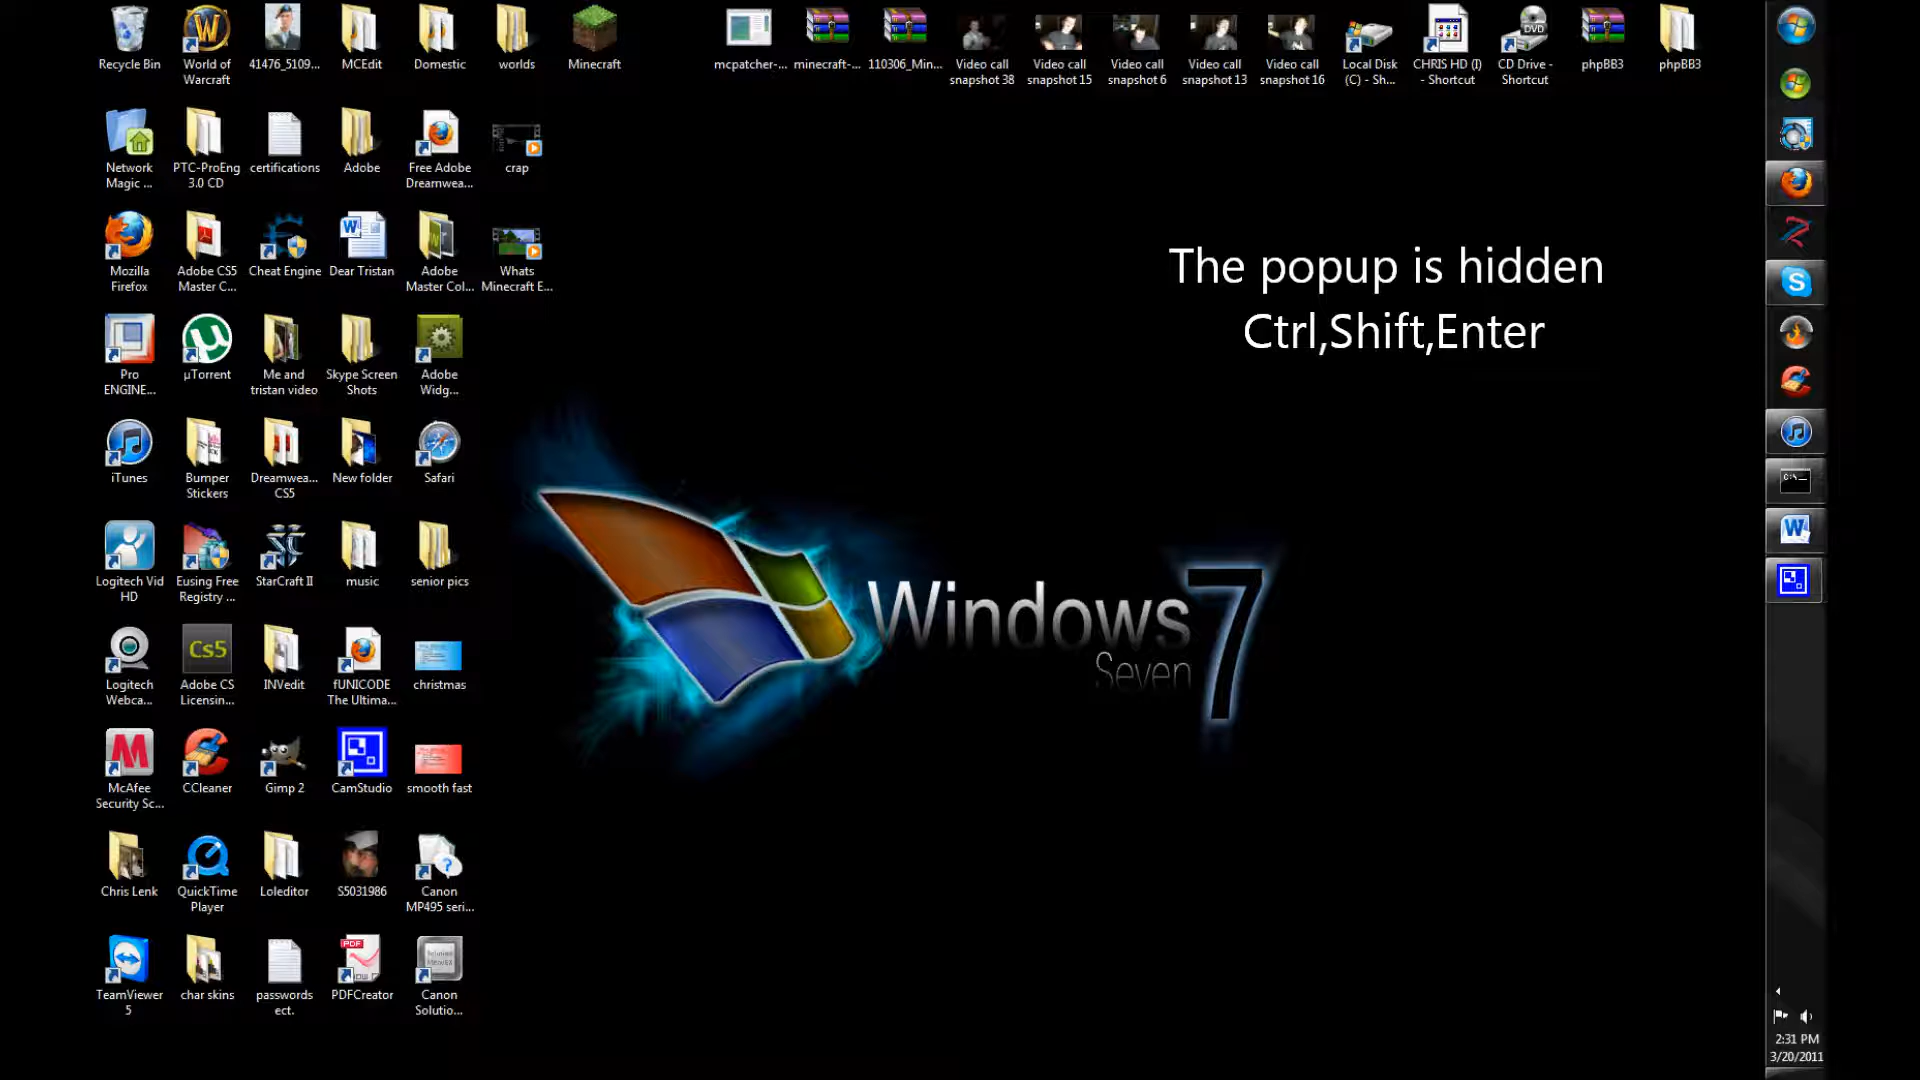 Recycle Bin
World of
Warcraft
41476_5109...
MCEdit
Domestic
worlds
Minecraft
mcpatcher-...
minecraft-...
110306_Min...
Video call
snapshot 38
Video call
snapshot 15
Video call
snapshot 6
Video call
snapshot 13
Video call
snapshot 16
Local Disk
(C) - Sh...
CHRIS HD (I)
- Shortcut
DVD
CD Drive -
Shortcut
phpBB3
phpBB3
Network
Magic ...
PTC-ProEng
3.0 CD
certifications
Adobe
Free Adobe
Dreamwea...
crap
Mozilla
Firefox
Adobe CS5
Master C...
Cheat Engine
Dear Tristan
Adobe
Master Col...
Whats
Minecraft E...
The popup is hidden
Ctrl,Shift,Enter
Pro
ENGINE...
µTorrent
Me and
tristan video
Skype Screen
Shots
Adobe
Widg...
iTunes
Bumper
Stickers
Dreamwea...
CS5
New folder
Safari
Logitech Vid
HD
Eusing Free
Registry ...
StarCraft II
music
senior pics
Windows 7
Seven
Logitech
Webca...
Cs5
Adobe CS
Licensin...
INVedit
fUNICODE
The Ultima...
christmas
McAfee
Security Sc...
CCleaner
Gimp 2
CamStudio
smooth fast
Chris Lenk
QuickTime
Player
Loleditor
S5031986
Canon
MP495 seri...
TeamViewer
5
char skins
passwords
ect.
PDF
PDFCreator
Canon
Solutio...
2:31 PM
3/20/2011